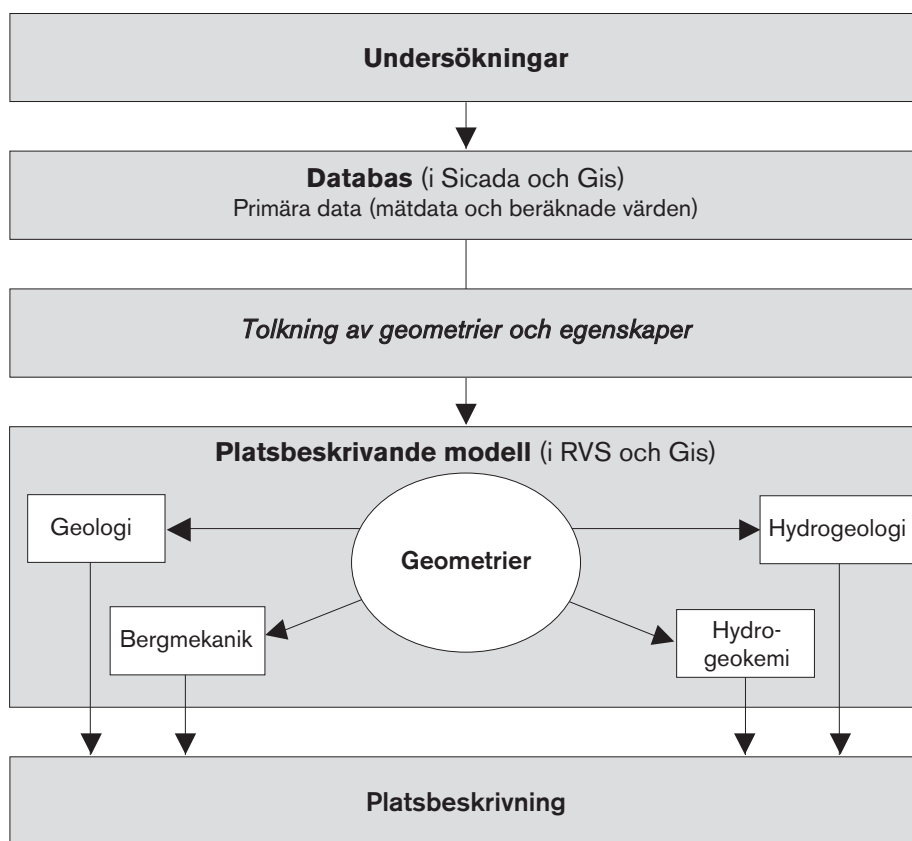 Undersökningar
Databas (i Sicada och Gis)
Primära data (mätdata och beräknade värden)
Tolkning av geometrier och egenskaper
Platsbeskrivande modell (i RVS och Gis)
Geologi
Geometrier
Hydrogeologi
Bergmekanik
Hydro-
geokemi
Platsbeskrivning